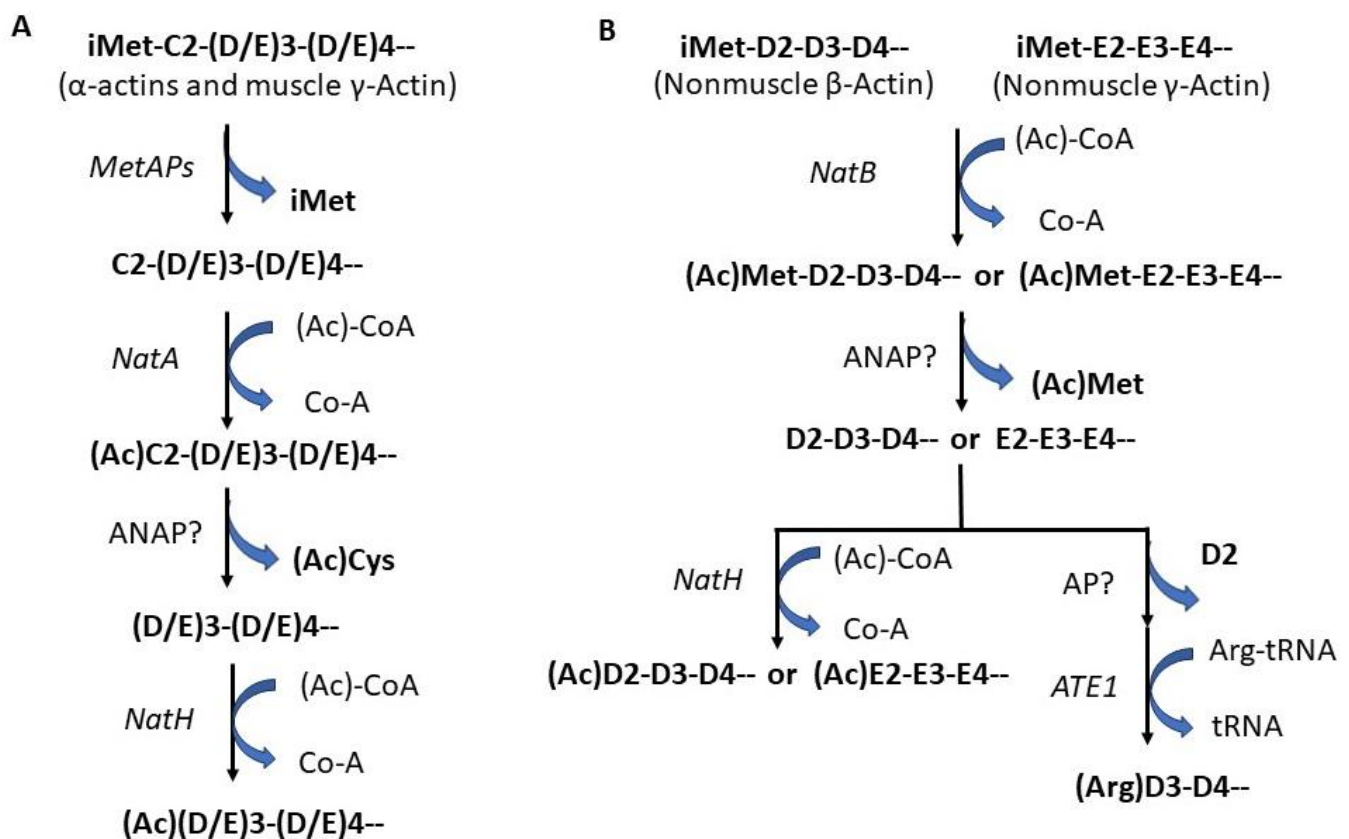 A
iMet-C2-(D/E)3-(D/E)4--
(α-actins and muscle γ-Actin)
MetAPs
iMet
C2-(D/E)3-(D/E)4--
(Ac)-CoA
NatA
Co-A
(Ac)C2-(D/E)3-(D/E)4--
ANAP?
(Ac)Cys
(D/E)3-(D/E)4--
(Ac)-CoA
NatH
Co-A
(Ac)(D/E)3-(D/E)4--
B
iMet-D2-D3-D4-- iMet-E2-E3-E4--
(Nonmuscle β-Actin) (Nonmuscle γ-Actin)
(Ac)-CoA
NatB
Co-A
(Ac)Met-D2-D3-D4-- or (Ac)Met-E2-E3-E4--
ANAP?
(Ac)Met
D2-D3-D4-- or E2-E3-E4--
(Ac)-CoA
NatH
Co-A
(Ac)D2-D3-D4-- or (Ac)E2-E3-E4--
D2
AP?
Arg-tRNA
ATE1
tRNA
(Arg)D3-D4--